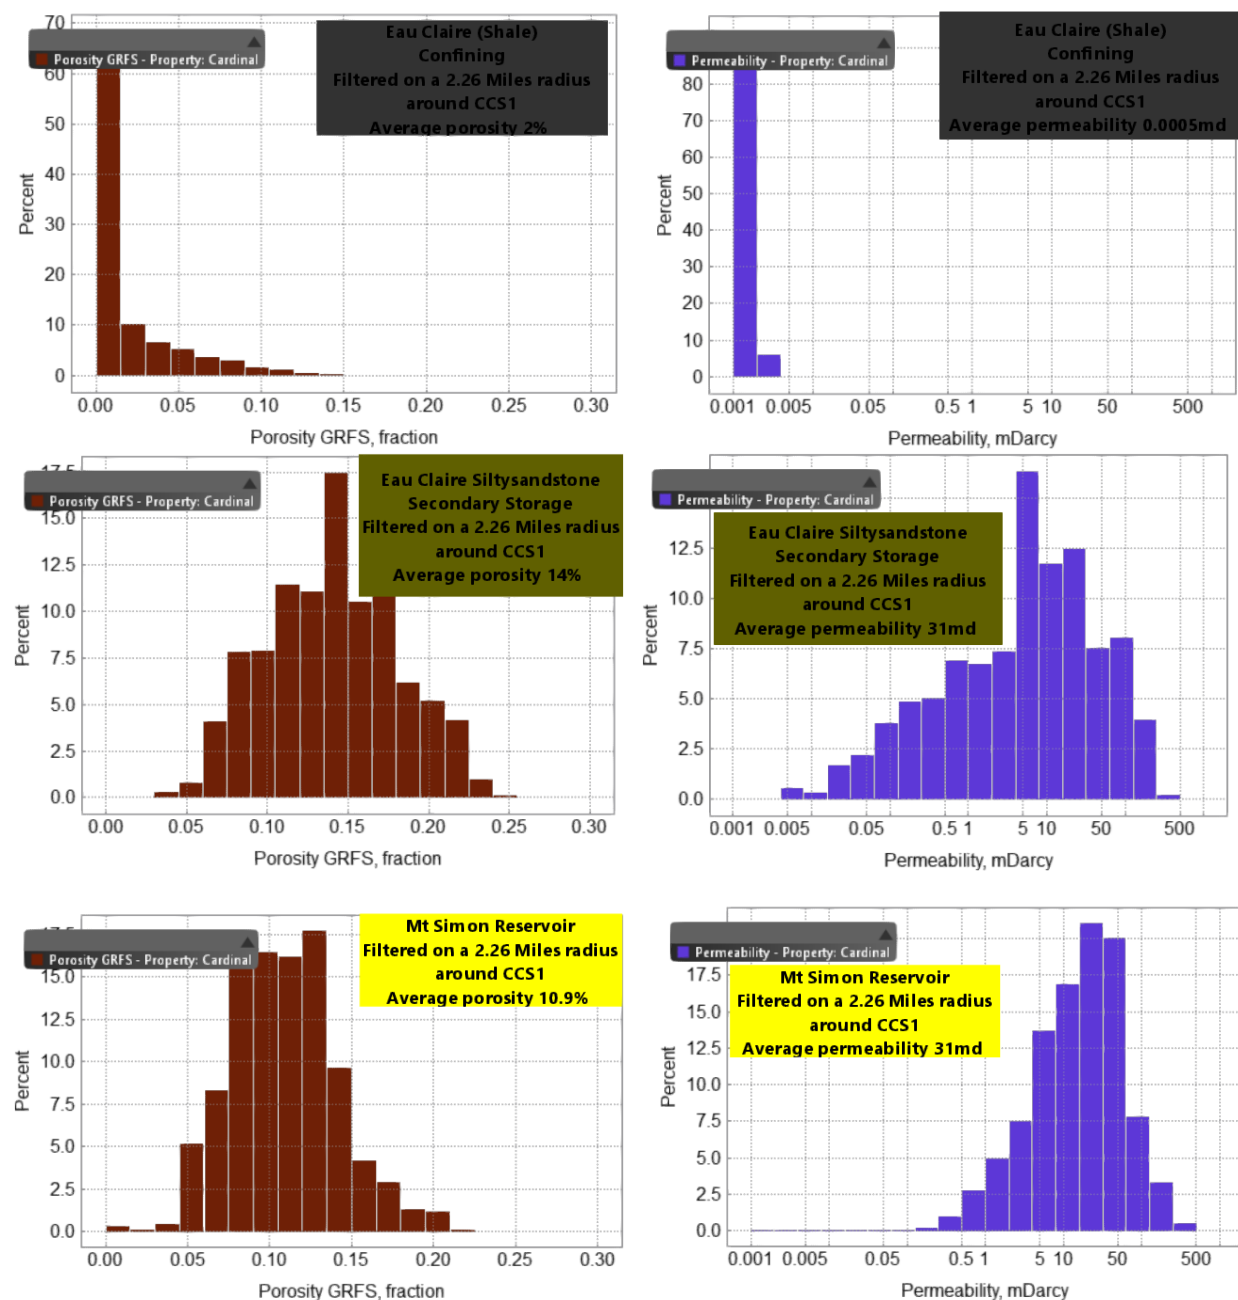 70
60
50
40
30
20
10
0
Percent
Porosity GRFS - Property: Cardinal
Eau Claire (Shale)
Confining
Filtered on a 2.26 Miles radius
around CCS1
Average porosity 2%
0.00 0.05 0.10 0.15 0.20 0.25 0.30
Porosity GRFS, fraction
80
70
60
50
40
30
20
10
0
Percent
Permeability - Property: Cardinal
Eau Claire (Shale)
Confining
Filtered on a 2.26 Miles radius
around CCS1
Average permeability 0.0005md
0.001 0.005 0.05 0.5 1 5 10 50 500
Permeability, mDarcy
17.5
15.0
12.5
10.0
7.5
5.0
2.5
0.0
Percent
Porosity GRFS - Property: Cardinal
Eau Claire Siltysandstone
Secondary Storage
Filtered on a 2.26 Miles radius
around CCS1
Average porosity 14%
0.00 0.05 0.10 0.15 0.20 0.25 0.30
Porosity GRFS, fraction
12.5
10.0
7.5
5.0
2.5
0.0
Percent
Permeability - Property: Cardinal
Eau Claire Siltysandstone
Secondary Storage
Filtered on a 2.26 Miles radius
around CCS1
Average permeability 31md
0.001 0.005 0.05 0.5 1 5 10 50 500
Permeability, mDarcy
17.5
15.0
12.5
10.0
7.5
5.0
2.5
0.0
Percent
Porosity GRFS - Property: Cardinal
Mt Simon Reservoir
Filtered on a 2.26 Miles radius
around CCS1
Average porosity 10.9%
0.00 0.05 0.10 0.15 0.20 0.25 0.30
Porosity GRFS, fraction
17.5
15.0
12.5
10.0
7.5
5.0
2.5
0.0
Percent
Permeability - Property: Cardinal
Mt Simon Reservoir
Filtered on a 2.26 Miles radius
around CCS1
Average permeability 31md
0.001 0.005 0.05 0.5 1 5 10 50 500
Permeability, mDarcy